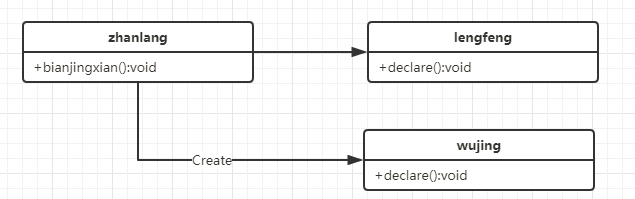 zhanlang
+bianjingxian():void
lengfeng
+declare():void
Create
wujing
+declare():void